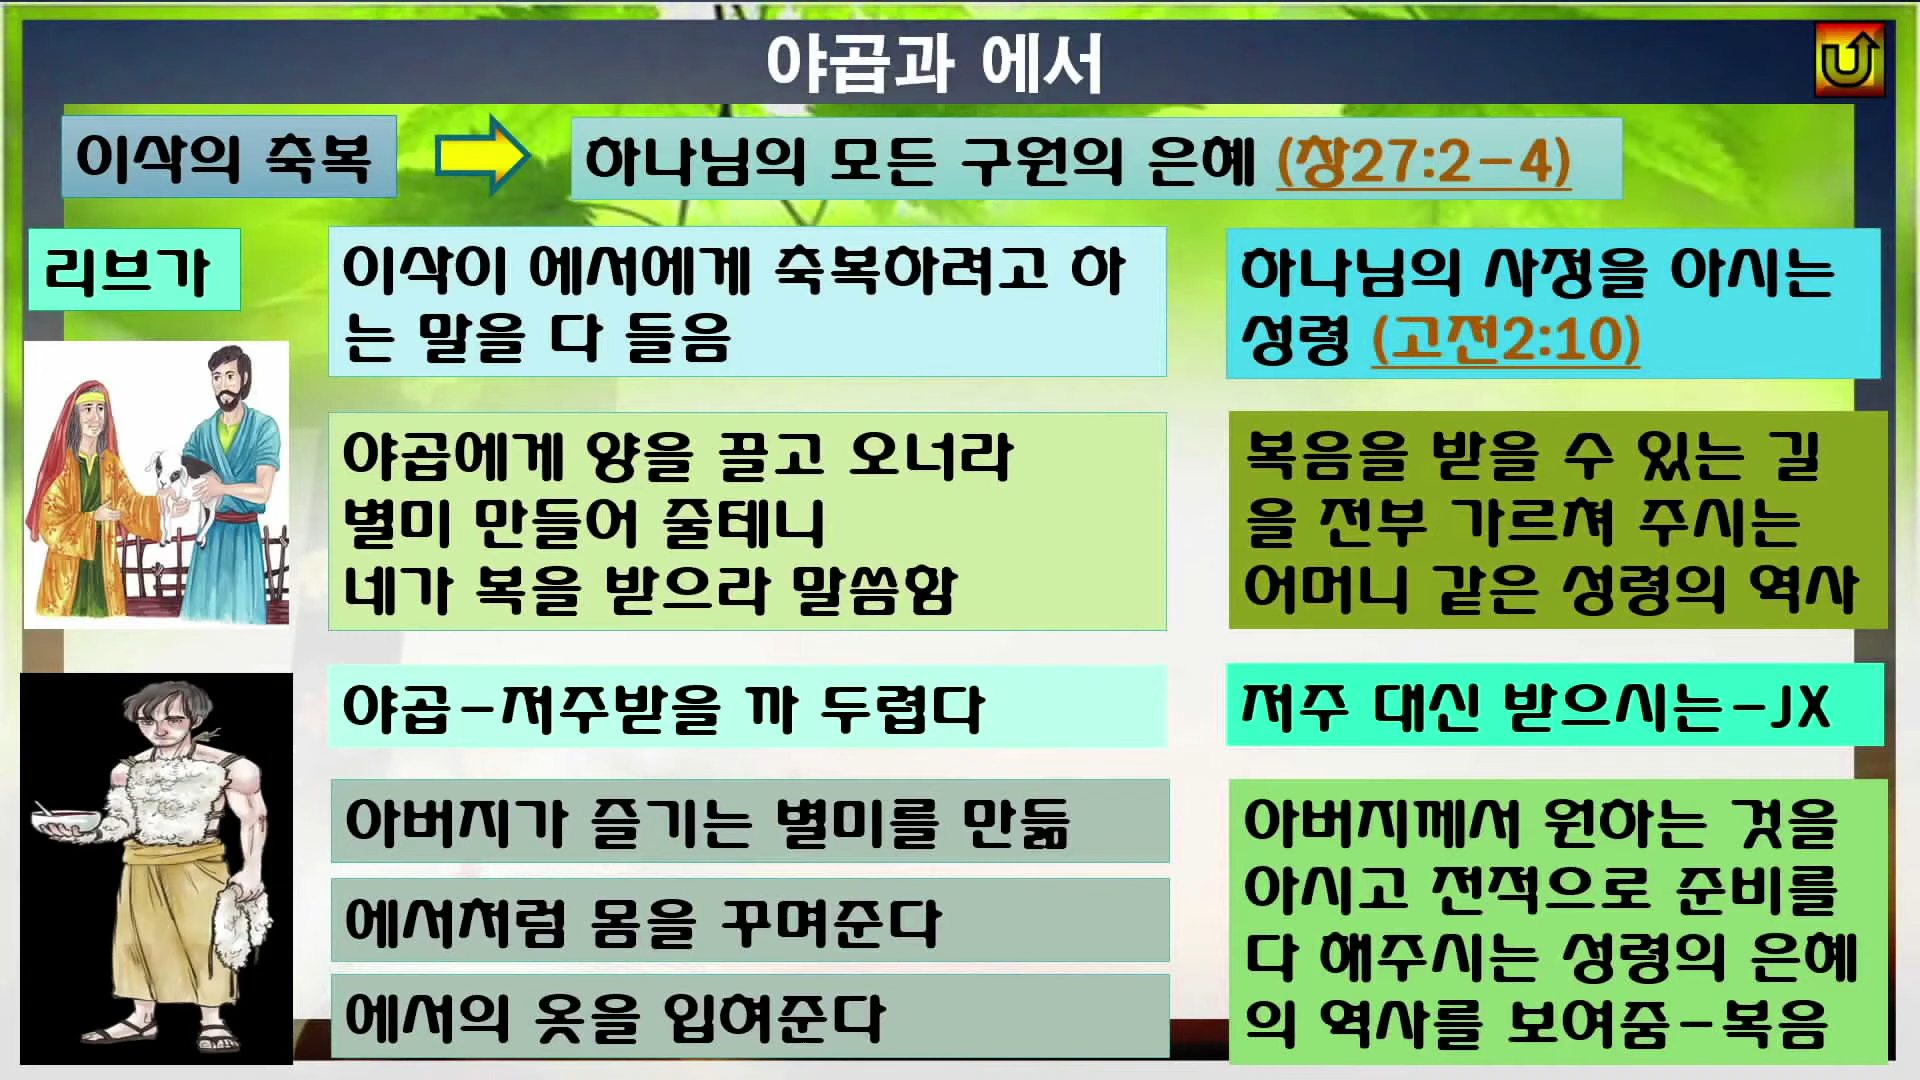 야곱과 에서
이삭의 축복
하나님의 모든 구원의 은혜 (창27:2-4)
리브가
이삭이 에서에게 축복하려고 하
는 말을 다 들음
하나님의 사정을 아시는
성령 (고전2:10)
야곱에게 양을 끌고 오너라
별미 만들어 줄테니
네가 복을 받으라 말씀함
복음을 받을 수 있는 길
을 전부 가르쳐 주시는
어머니 같은 성령의 역사
야곱-저주받을 까 두렵다
저주 대신 받으시는-JX
아버지가 즐기는 별미를 만듦
에서처럼 몸을 꾸며준다
에서의 옷을 입혀준다
아버지께서 원하는 것을
아시고 전적으로 준비를
다 해주시는 성령의 은혜
의 역사를 보여줌-복음